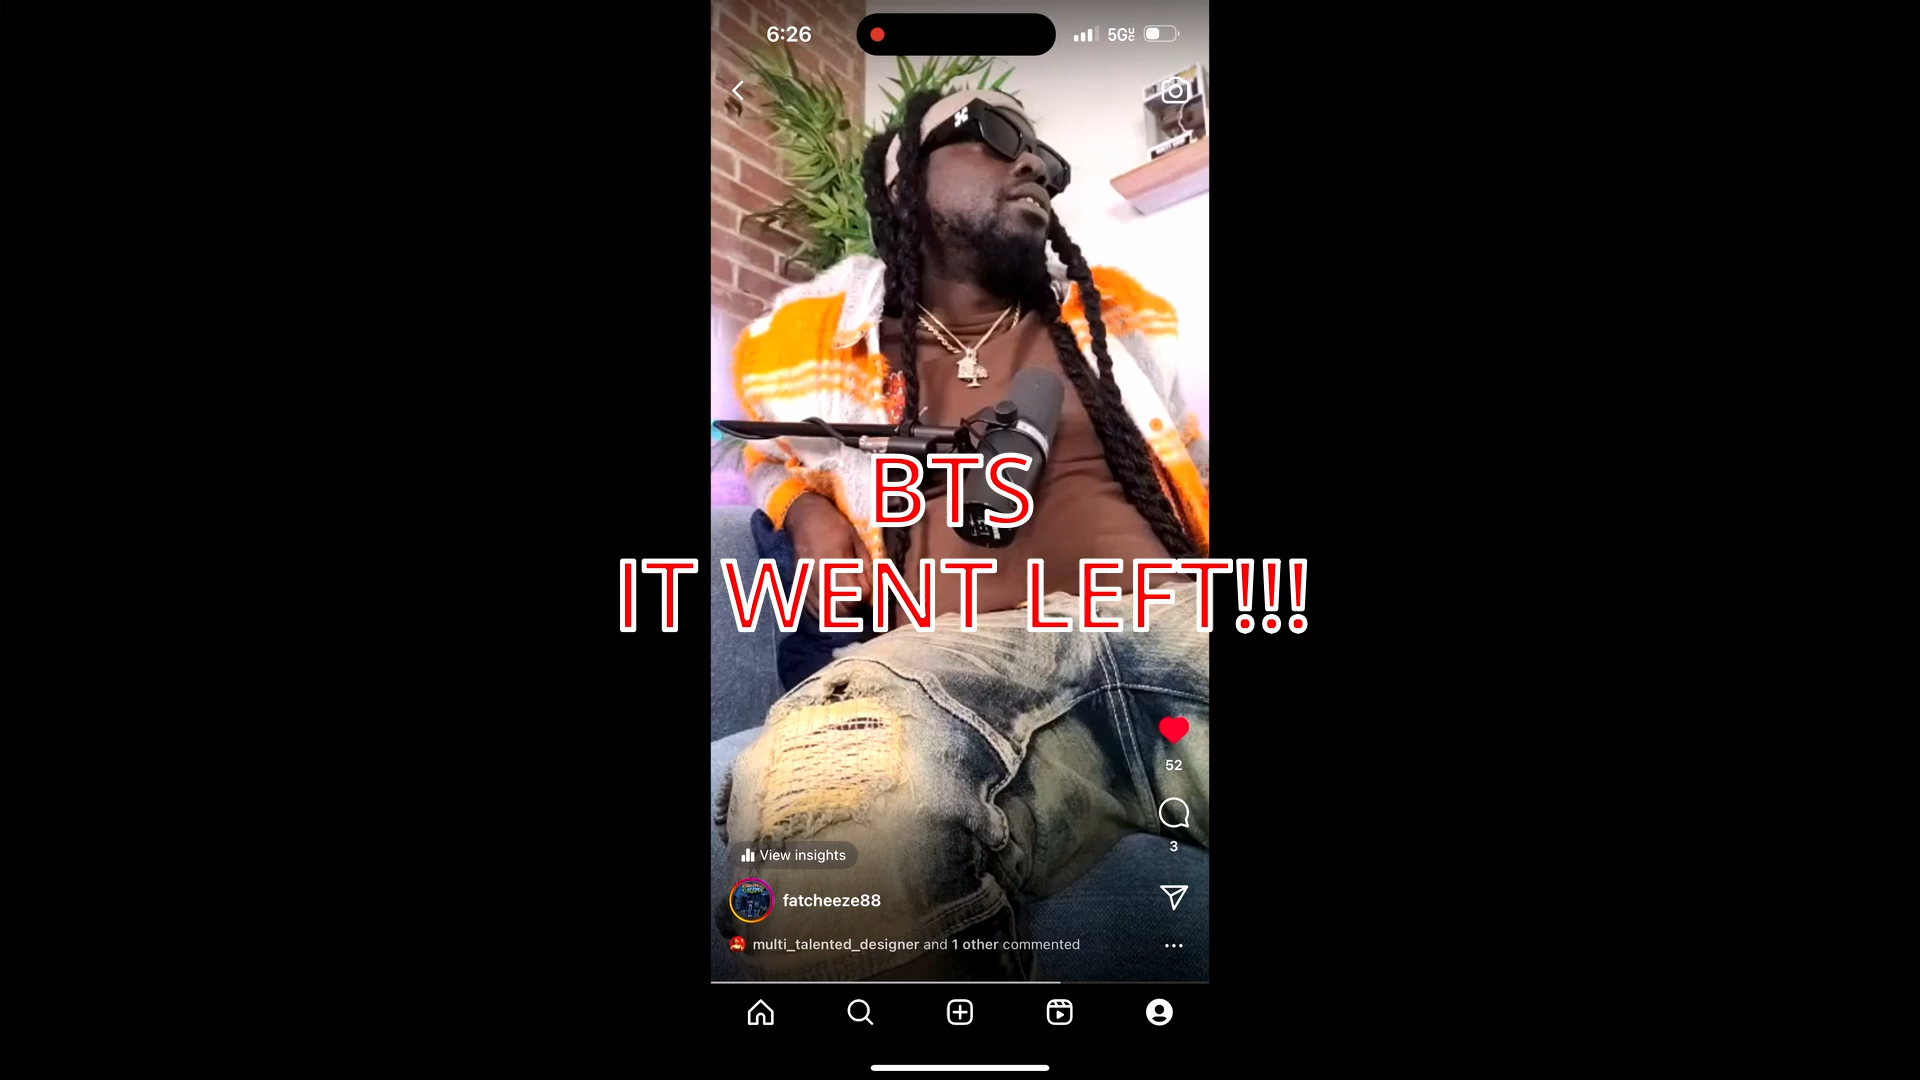 6:26
5G
BTS
IT WENT LEFT!!!
52
3
View insights
fatcheeze88
multi_talented_designer and 1 other commented